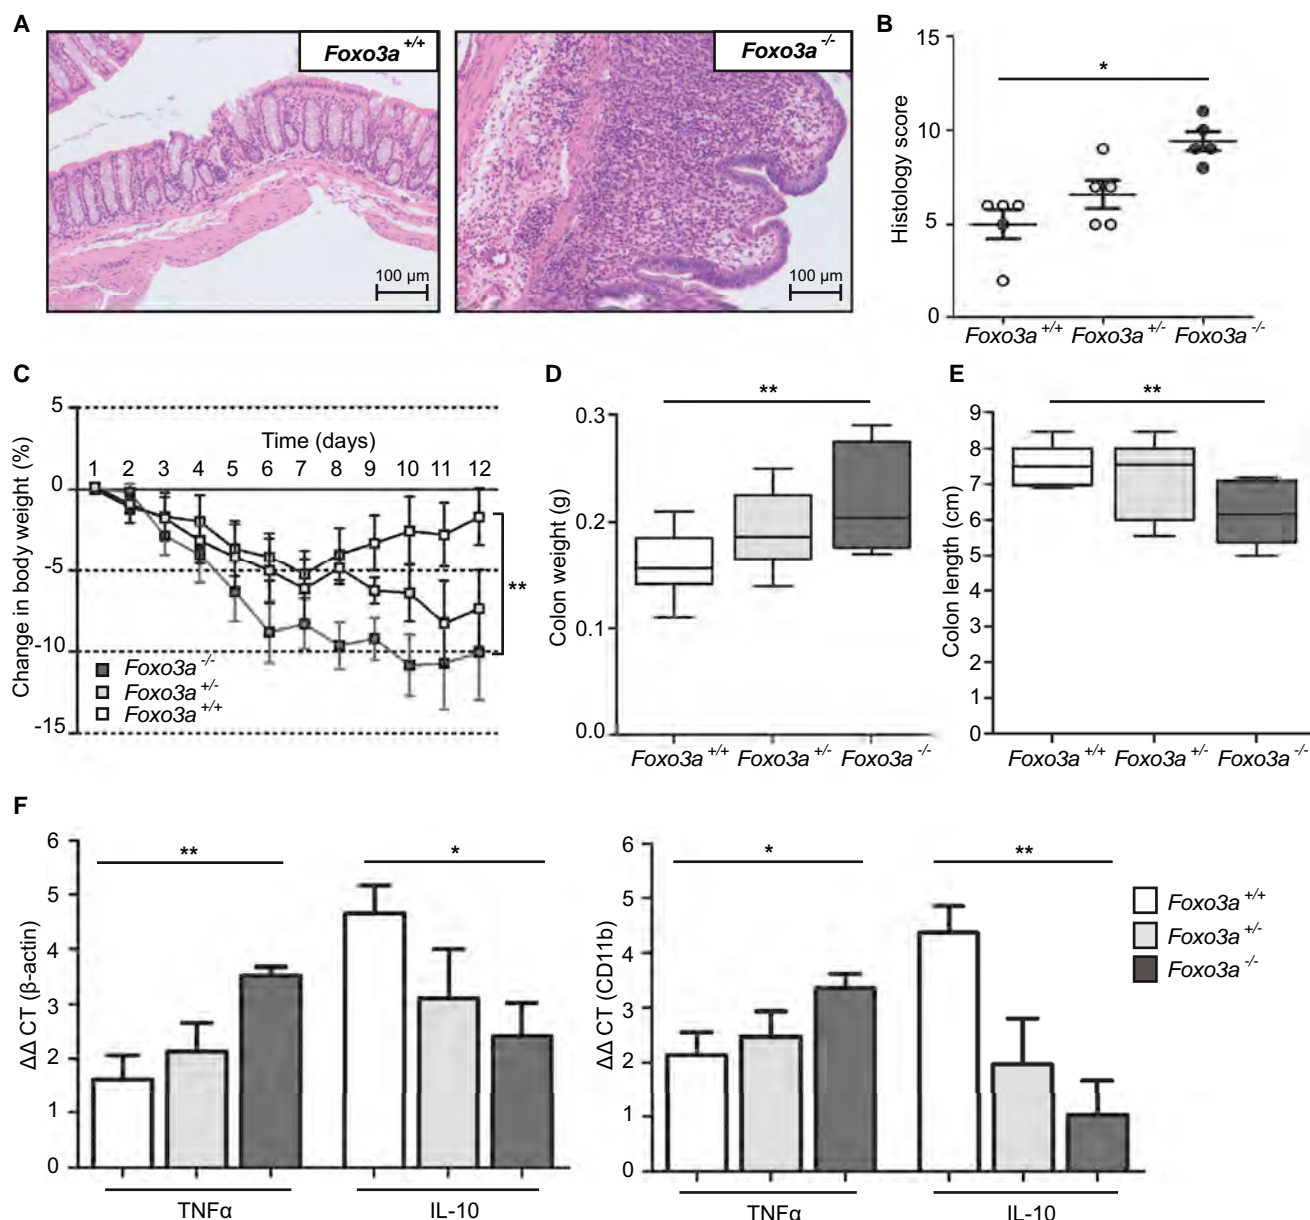 A
Foxo3a +/+
100 µm
Foxo3a -/-
100 µm
B
Histology score
15
10
5
0
*
Foxo3a +/+
Foxo3a +/-
Foxo3a -/-
C
Change in body weight (%)
5
0
-5
-10
-15
Time (days)
1 2 3 4 5 6 7 8 9 10 11 12
**
Foxo3a -/-
Foxo3a +/-
Foxo3a +/+
D
Colon weight (g)
0.3
0.2
0.1
0.0
**
Foxo3a +/+
Foxo3a +/-
Foxo3a -/-
E
Colon length (cm)
9
8
7
6
5
4
3
2
1
0
**
Foxo3a +/+
Foxo3a +/-
Foxo3a -/-
F
ΔΔ CT (β-actin)
6
5
4
3
2
1
0
**
*
TNFα
IL-10
ΔΔ CT (CD11b)
6
5
4
3
2
1
0
*
**
TNFα
IL-10
Foxo3a +/+
Foxo3a +/-
Foxo3a -/-